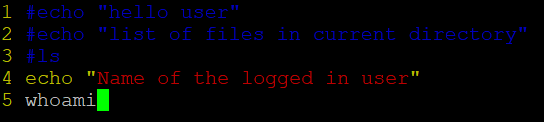 1 #echo "hello user"
2 #echo "list of files in current directory"
3 #ls
4 echo "Name of the logged in user"
5 whoami